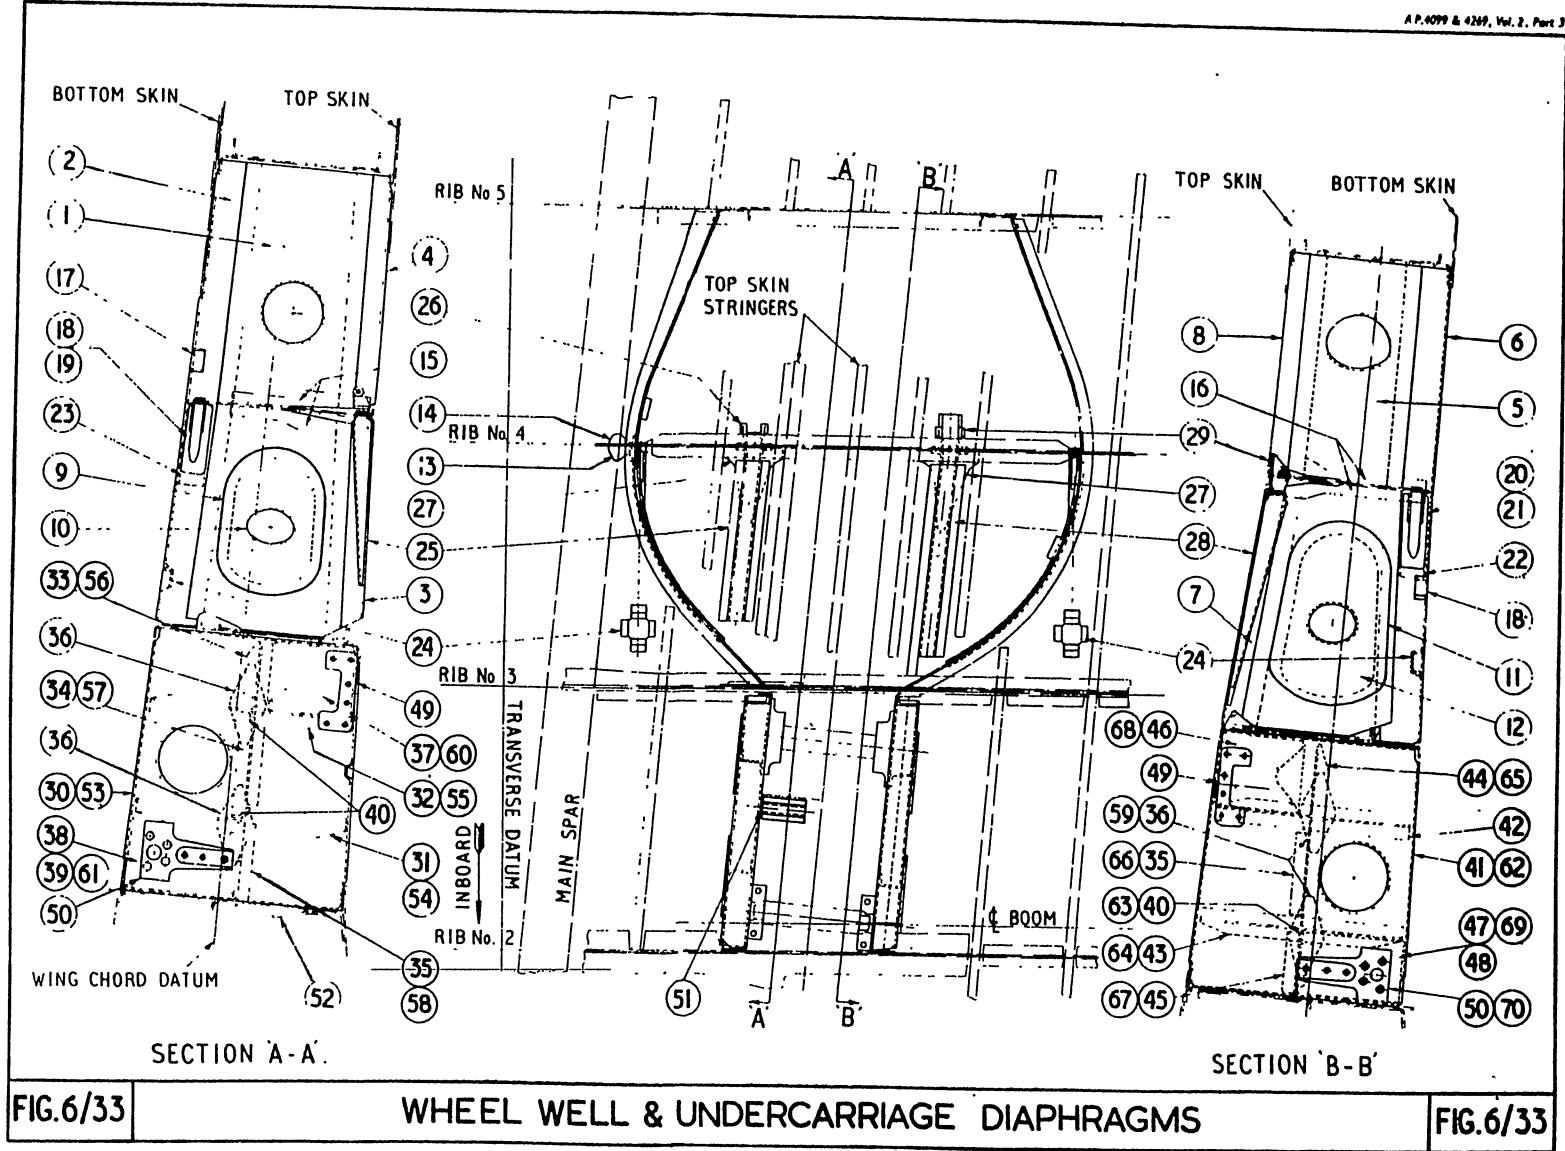 A.P.4099 & 4269, Vol. 2, Part 3
BOTTOM SKIN
TOP SKIN
2
1
17
18
19
23
9
10
33 56
36
34 57
36
30 53
38
39 61
50
WING CHORD DATUM
52
SECTION 'A-A'.
4
26
15
14
13
27
25
3
24
49
37 60
32 55
40
31
54
35
58
RIB No 5
RIB No. 4
RIB No 3
RIB No. 2
TRANSVERSE DATUM
MAIN SPAR
INBOARD
TOP SKIN
STRINGERS
'A'
'B'
℄ BOOM
51
'A'
'B'
TOP SKIN
BOTTOM SKIN
8
16
29
27
28
7
24
68 46
49
59 36
66 35
63 40
64 43
67 45
6
5
20
21
22
18
11
12
44 65
42
41 62
47 69
48
50 70
SECTION 'B-B'
FIG.6/33
WHEEL WELL & UNDERCARRIAGE DIAPHRAGMS
FIG.6/33